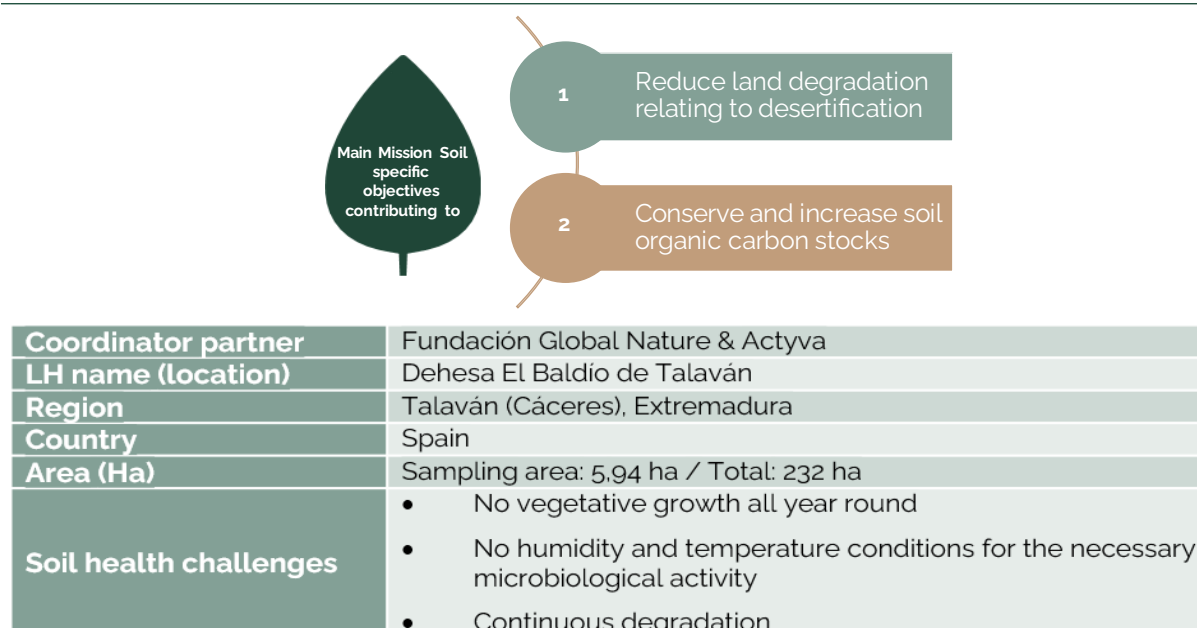 Main Mission Soil
specific
objectives
contributing to
1
Reduce land degradation
relating to desertification
2
Conserve and increase soil
organic carbon stocks
Coordinator partner
Fundación Global Nature & Actyva
LH name (location)
Dehesa El Baldío de Talaván
Region
Talaván (Cáceres), Extremadura
Country
Spain
Area (Ha)
Sampling area: 5,94 ha / Total: 232 ha
Soil health challenges
• No vegetative growth all year round
• No humidity and temperature conditions for the necessary
microbiological activity
• Continuous degradation